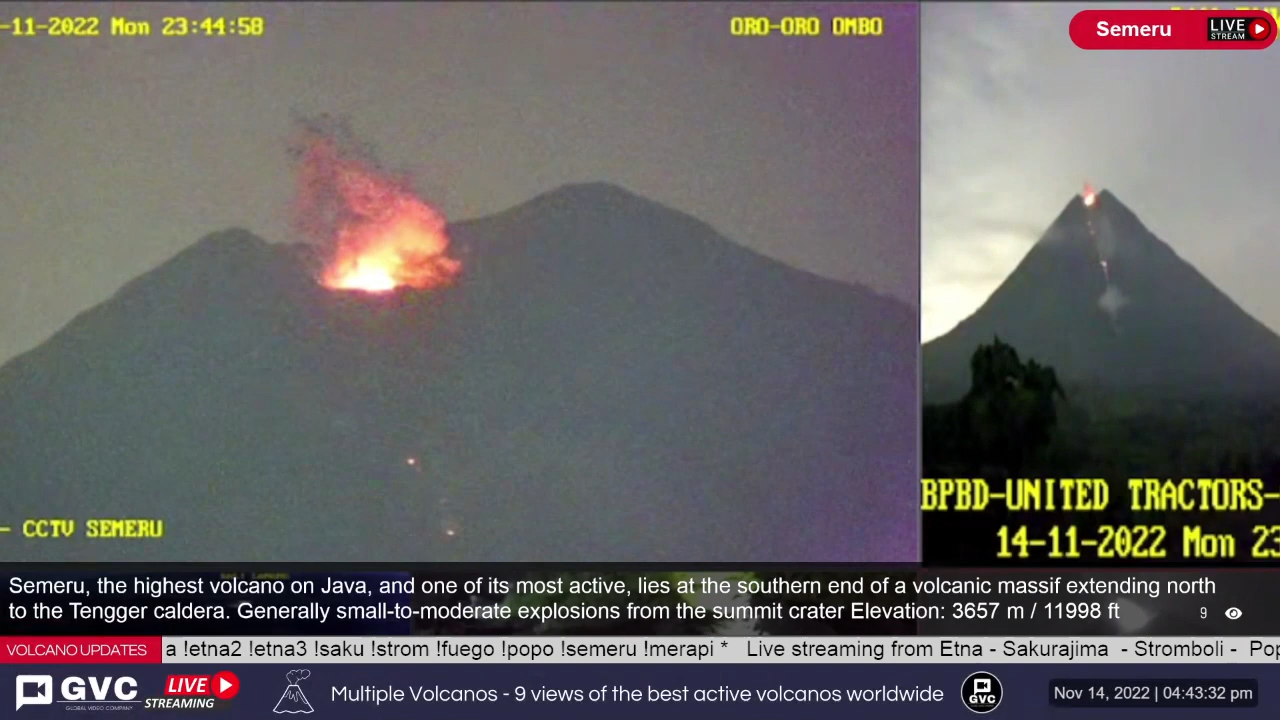 -11-2022 Mon 23:44:58
ORO-ORO OMBO
Semeru
LIVE
STREAM
- CCTV SEMERU
BPBD-UNITED TRACTORS-
14-11-2022 Mon 23
Semeru, the highest volcano on Java, and one of its most active, lies at the southern end of a volcanic massif extending north
to the Tengger caldera. Generally small-to-moderate explosions from the summit crater Elevation: 3657 m / 11998 ft
9
VOLCANO UPDATES
a !etna2 !etna3 !saku !strom !fuego !popo !semeru !merapi * Live streaming from Etna - Sakurajima - Stromboli - Pop
GVC
GLOBAL VIDEO COMPANY
LIVE
STREAMING
Multiple Volcanos - 9 views of the best active volcanos worldwide
GVC
Nov 14, 2022 | 04:43:32 pm